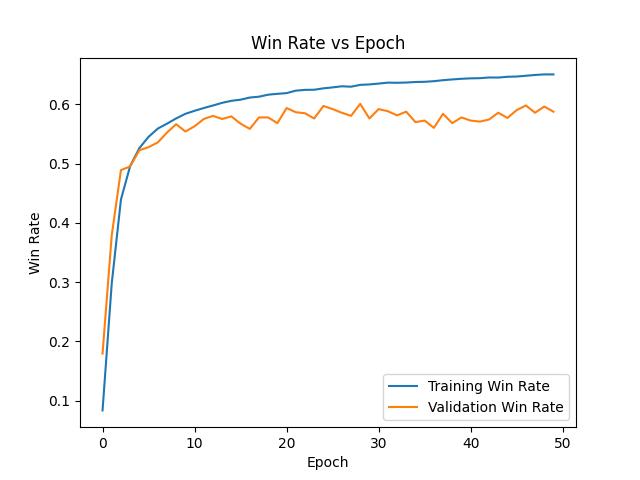 Win Rate vs Epoch
Win Rate
0.6
0.5
0.4
0.3
0.2
0.1
0 10 20 30 40 50
Epoch
Training Win Rate
Validation Win Rate